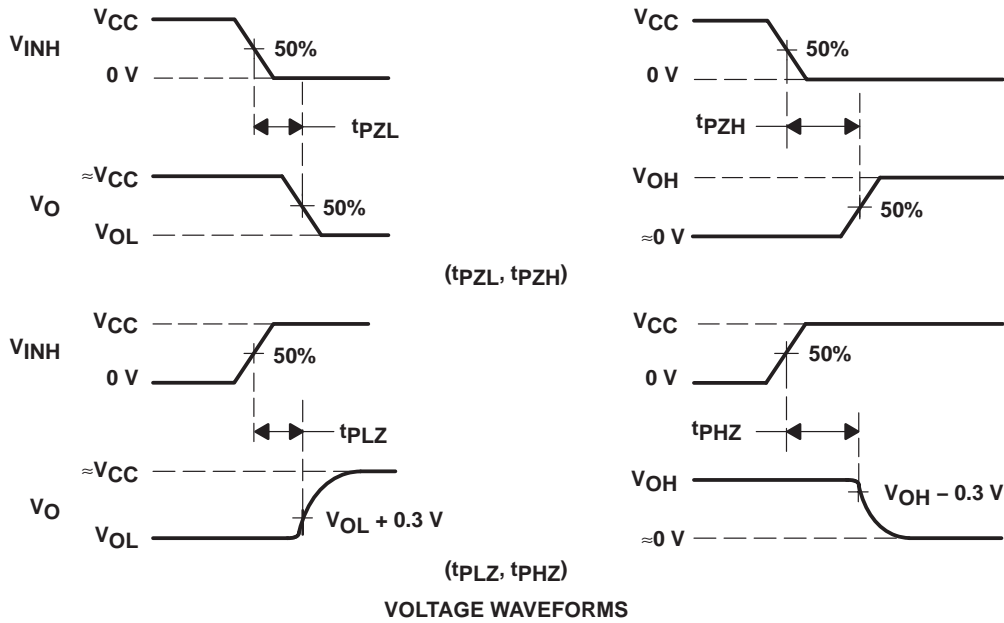 VCC
VINH
50%
0 V
tPZL
≈VCC
VO
50%
VOL
VCC
50%
0 V
tPZH
VOH
50%
≈0 V
(tPZL, tPZH)
VCC
VINH
50%
0 V
tPLZ
≈VCC
VO
VOL + 0.3 V
VOL
VCC
50%
0 V
tPHZ
VOH
VOH – 0.3 V
≈0 V
(tPLZ, tPHZ)
VOLTAGE WAVEFORMS